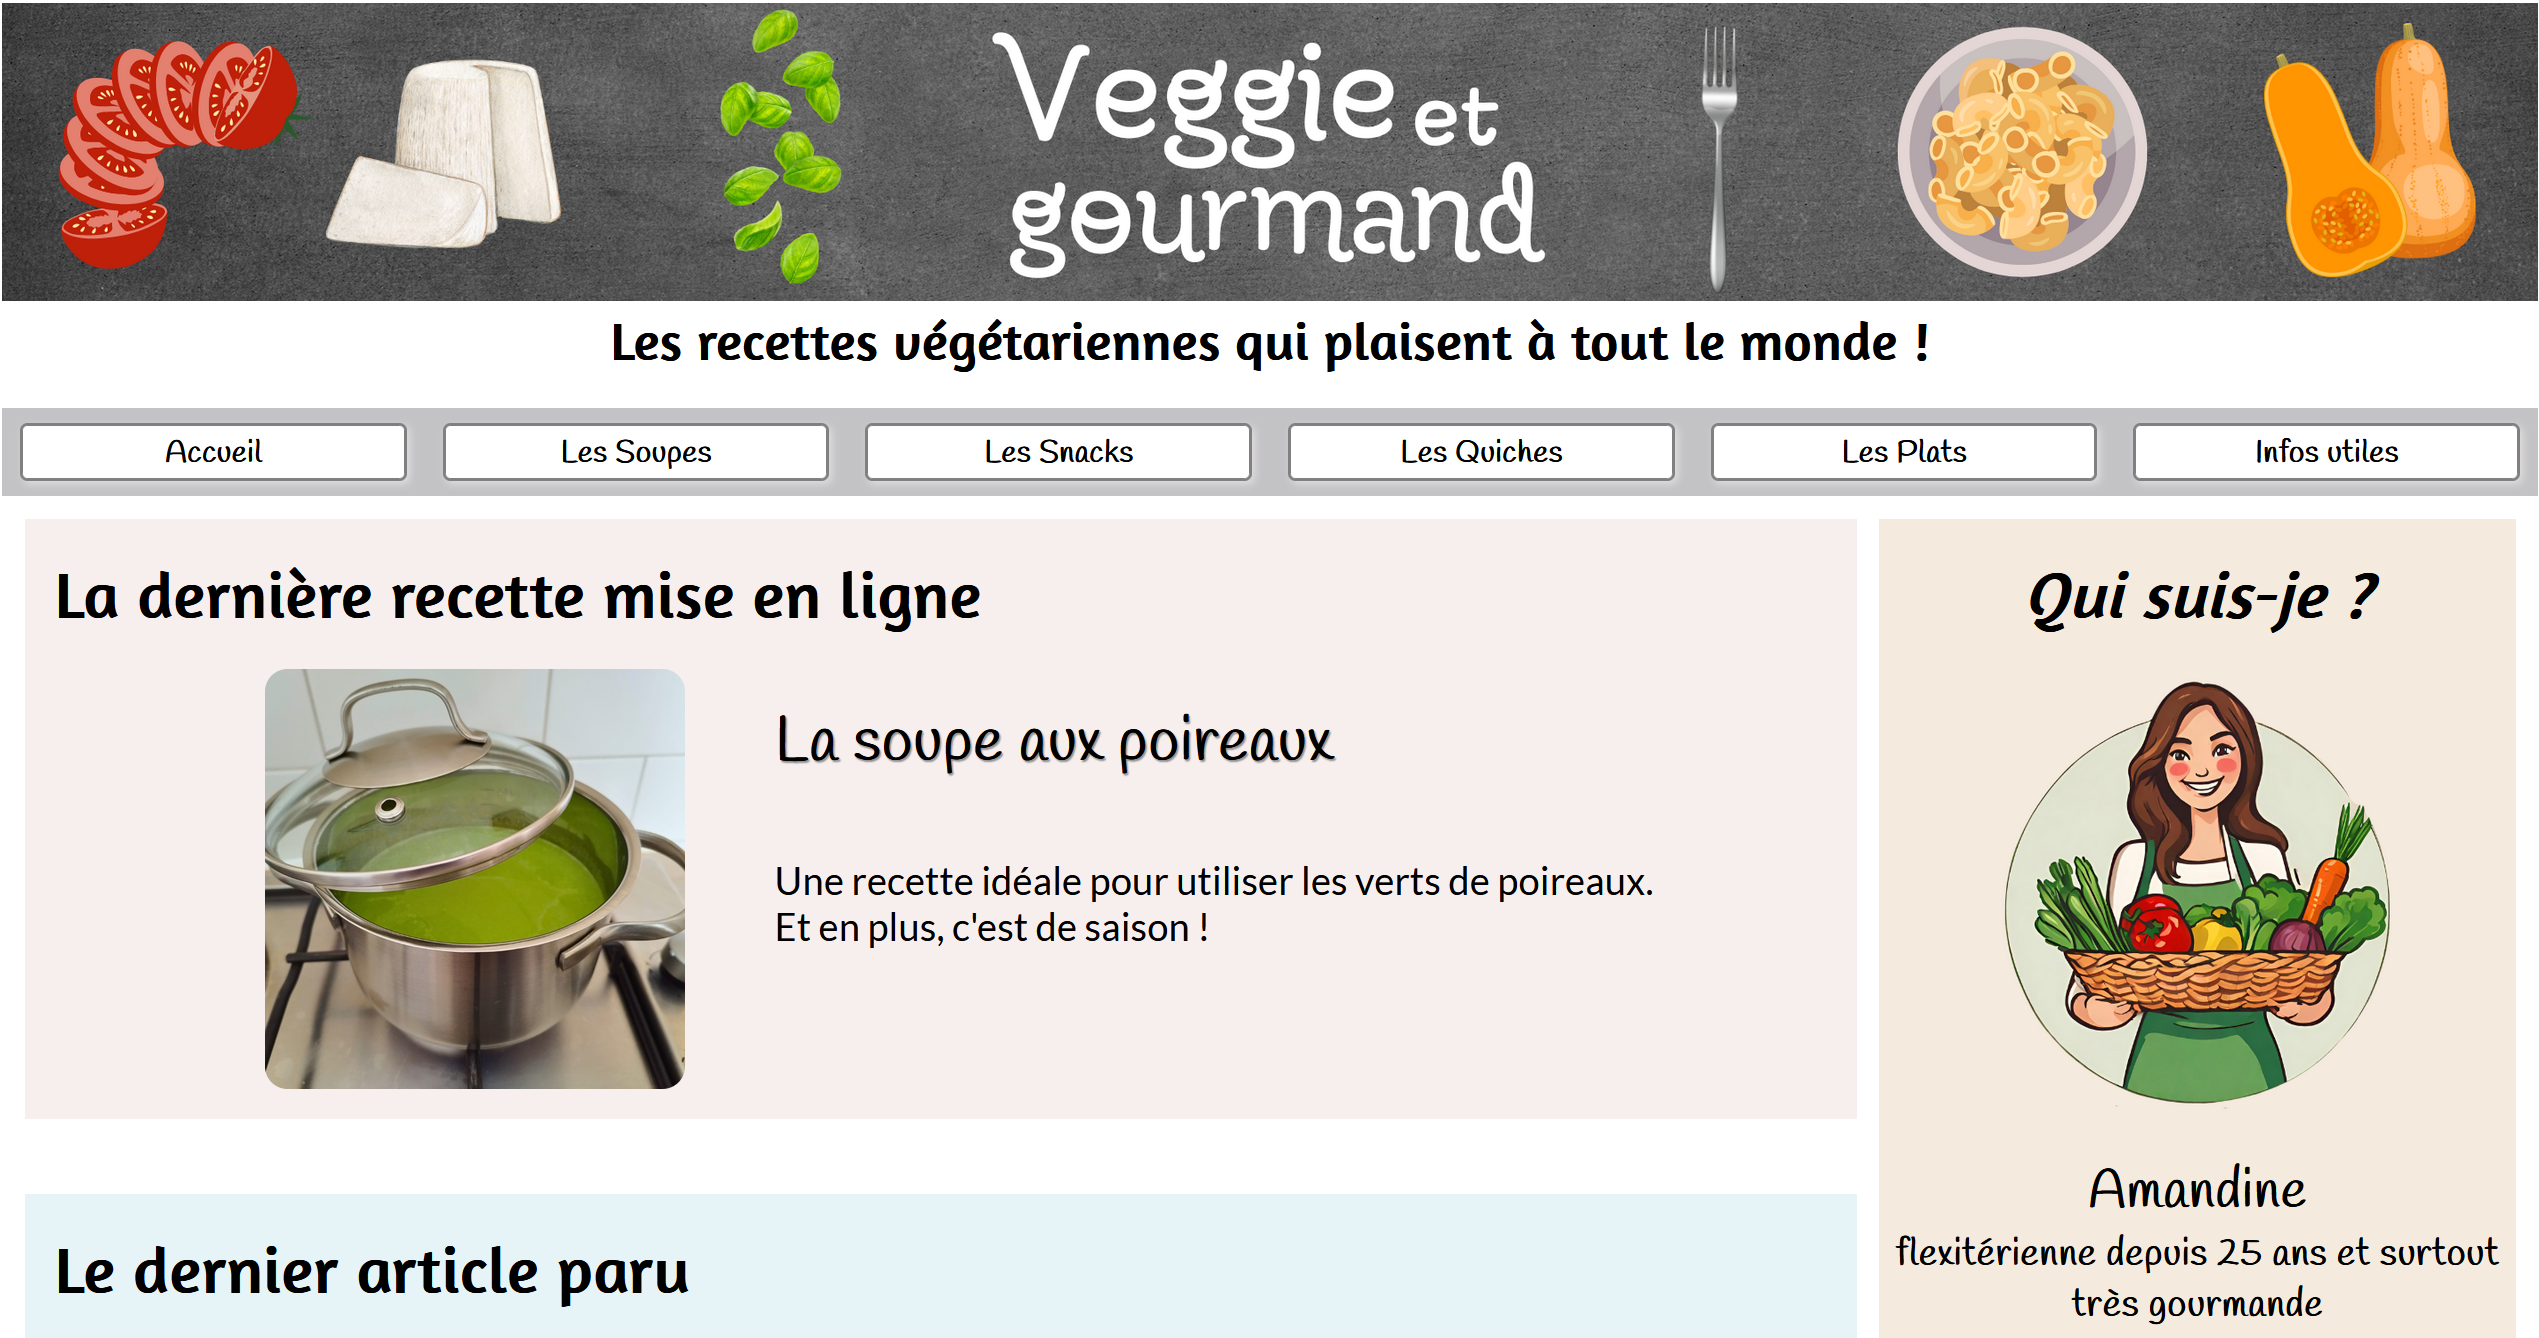 Veggie et
gourmand
Les recettes végétariennes qui plaisent à tout le monde !
Accueil
Les Soupes
Les Snacks
Les Quiches
Les Plats
Infos utiles
La dernière recette mise en ligne
La soupe aux poireaux
Une recette idéale pour utiliser les verts de poireaux.
Et en plus, c'est de saison !
Le dernier article paru
Qui suis-je ?
Amandine
flexitérienne depuis 25 ans et surtout
très gourmande